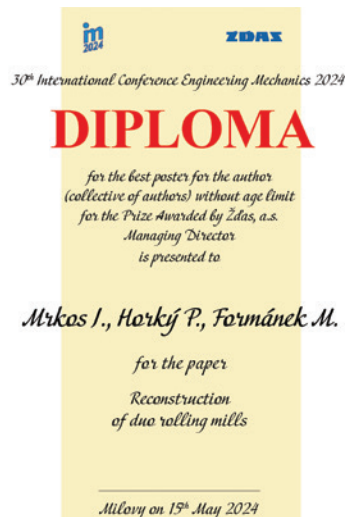 im
2024
ZDAS
30th International Conference Engineering Mechanics 2024
DIPLOMA
for the best poster for the author
(collective of authors) without age limit
for the Prize Awarded by Žďas, a.s.
Managing Director
is presented to
Mrkos J., Horký P., Formánek M.
for the paper
Reconstruction
of duo rolling mills
Milovy on 15th May 2024